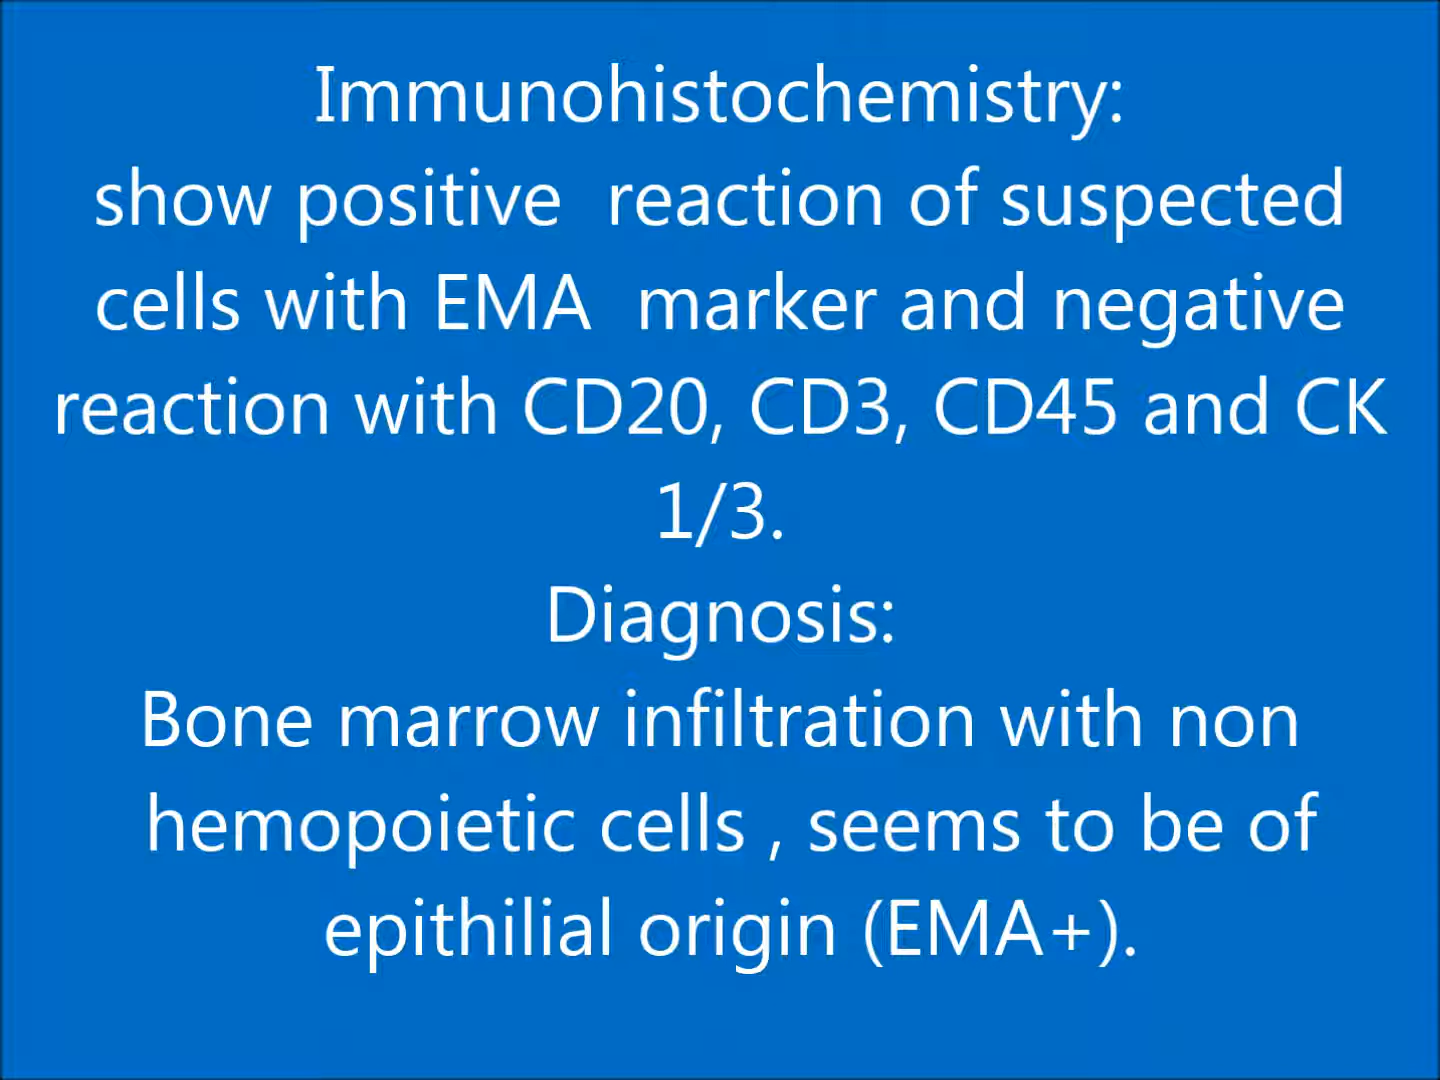 Immunohistochemistry:
show positive  reaction of suspected
cells with EMA  marker and negative
reaction with CD20, CD3, CD45 and CK
1/3.
Diagnosis:
Bone marrow infiltration with non
hemopoietic cells , seems to be of
epithilial origin (EMA+).